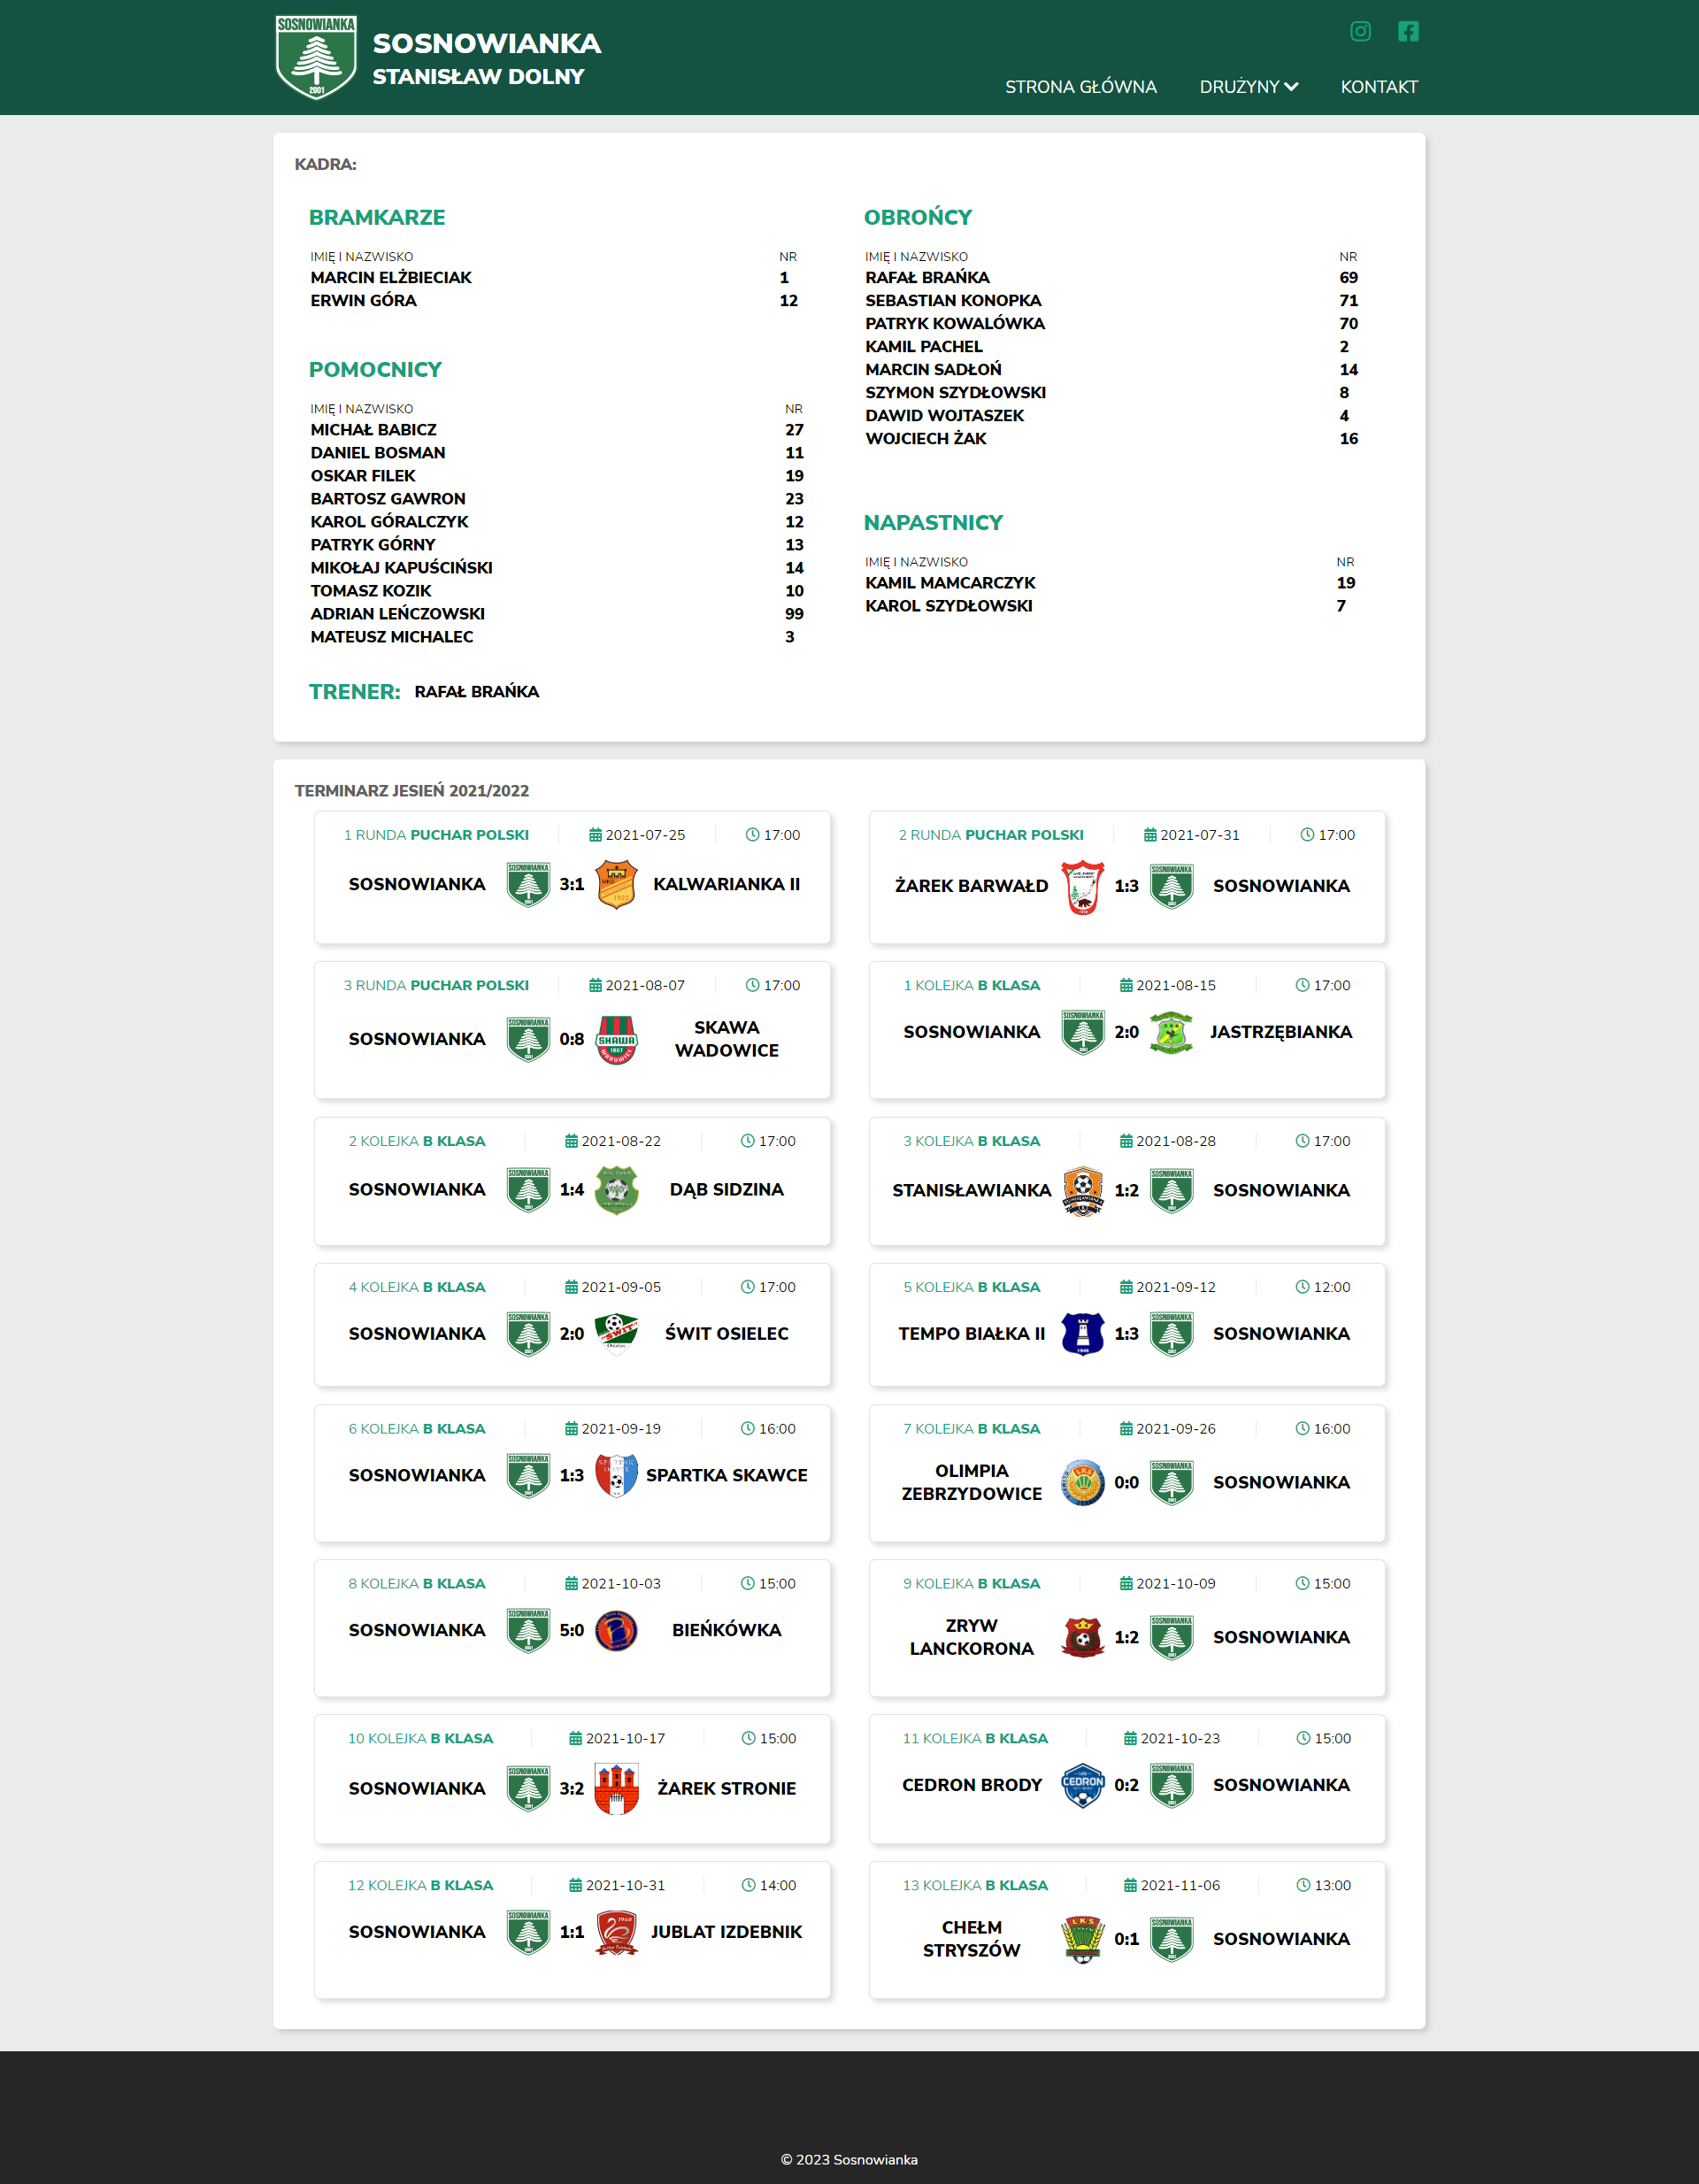 SOSNOWIANKA
2001
SOSNOWIANKA
STANISŁAW DOLNY
STRONA GŁÓWNA
DRUŻYNY
KONTAKT
KADRA:
BRAMKARZE
IMIĘ I NAZWISKO NR
MARCIN ELŻBIECIAK 1
ERWIN GÓRA 12
OBROŃCY
IMIĘ I NAZWISKO NR
RAFAŁ BRAŃKA 69
SEBASTIAN KONOPKA 71
PATRYK KOWALÓWKA 70
KAMIL PACHEL 2
MARCIN SADŁOŃ 14
SZYMON SZYDŁOWSKI 8
DAWID WOJTASZEK 4
WOJCIECH ŻAK 16
POMOCNICY
IMIĘ I NAZWISKO NR
MICHAŁ BABICZ 27
DANIEL BOSMAN 11
OSKAR FILEK 19
BARTOSZ GAWRON 23
KAROL GÓRALCZYK 12
PATRYK GÓRNY 13
MIKOŁAJ KAPUŚCIŃSKI 14
TOMASZ KOZIK 10
ADRIAN LEŃCZOWSKI 99
MATEUSZ MICHALEC 3
NAPASTNICY
IMIĘ I NAZWISKO NR
KAMIL MAMCARCZYK 19
KAROL SZYDŁOWSKI 7
TRENER: RAFAŁ BRAŃKA
TERMINARZ JESIEŃ 2021/2022
1 RUNDA PUCHAR POLSKI 2021-07-25 17:00
SOSNOWIANKA 3:1 KALWARIANKA II
2 RUNDA PUCHAR POLSKI 2021-07-31 17:00
ŻAREK BARWAŁD 1:3 SOSNOWIANKA
3 RUNDA PUCHAR POLSKI 2021-08-07 17:00
SOSNOWIANKA 0:8 SKAWA
WADOWICE
1 KOLEJKA B KLASA 2021-08-15 17:00
SOSNOWIANKA 2:0 JASTRZĘBIANKA
2 KOLEJKA B KLASA 2021-08-22 17:00
SOSNOWIANKA 1:4 DĄB SIDZINA
3 KOLEJKA B KLASA 2021-08-28 17:00
STANISŁAWIANKA 1:2 SOSNOWIANKA
4 KOLEJKA B KLASA 2021-09-05 17:00
SOSNOWIANKA 2:0 ŚWIT OSIELEC
5 KOLEJKA B KLASA 2021-09-12 12:00
TEMPO BIAŁKA II 1:3 SOSNOWIANKA
6 KOLEJKA B KLASA 2021-09-19 16:00
SOSNOWIANKA 1:3 SPARTKA SKAWCE
7 KOLEJKA B KLASA 2021-09-26 16:00
OLIMPIA
ZEBRZYDOWICE 0:0 SOSNOWIANKA
8 KOLEJKA B KLASA 2021-10-03 15:00
SOSNOWIANKA 5:0 BIEŃKÓWKA
9 KOLEJKA B KLASA 2021-10-09 15:00
ZRYW
LANCKORONA 1:2 SOSNOWIANKA
10 KOLEJKA B KLASA 2021-10-17 15:00
SOSNOWIANKA 3:2 ŻAREK STRONIE
11 KOLEJKA B KLASA 2021-10-23 15:00
CEDRON BRODY 0:2 SOSNOWIANKA
12 KOLEJKA B KLASA 2021-10-31 14:00
SOSNOWIANKA 1:1 JUBLAT IZDEBNIK
13 KOLEJKA B KLASA 2021-11-06 13:00
CHEŁM
STRYSZÓW 0:1 SOSNOWIANKA
© 2023 Sosnowianka